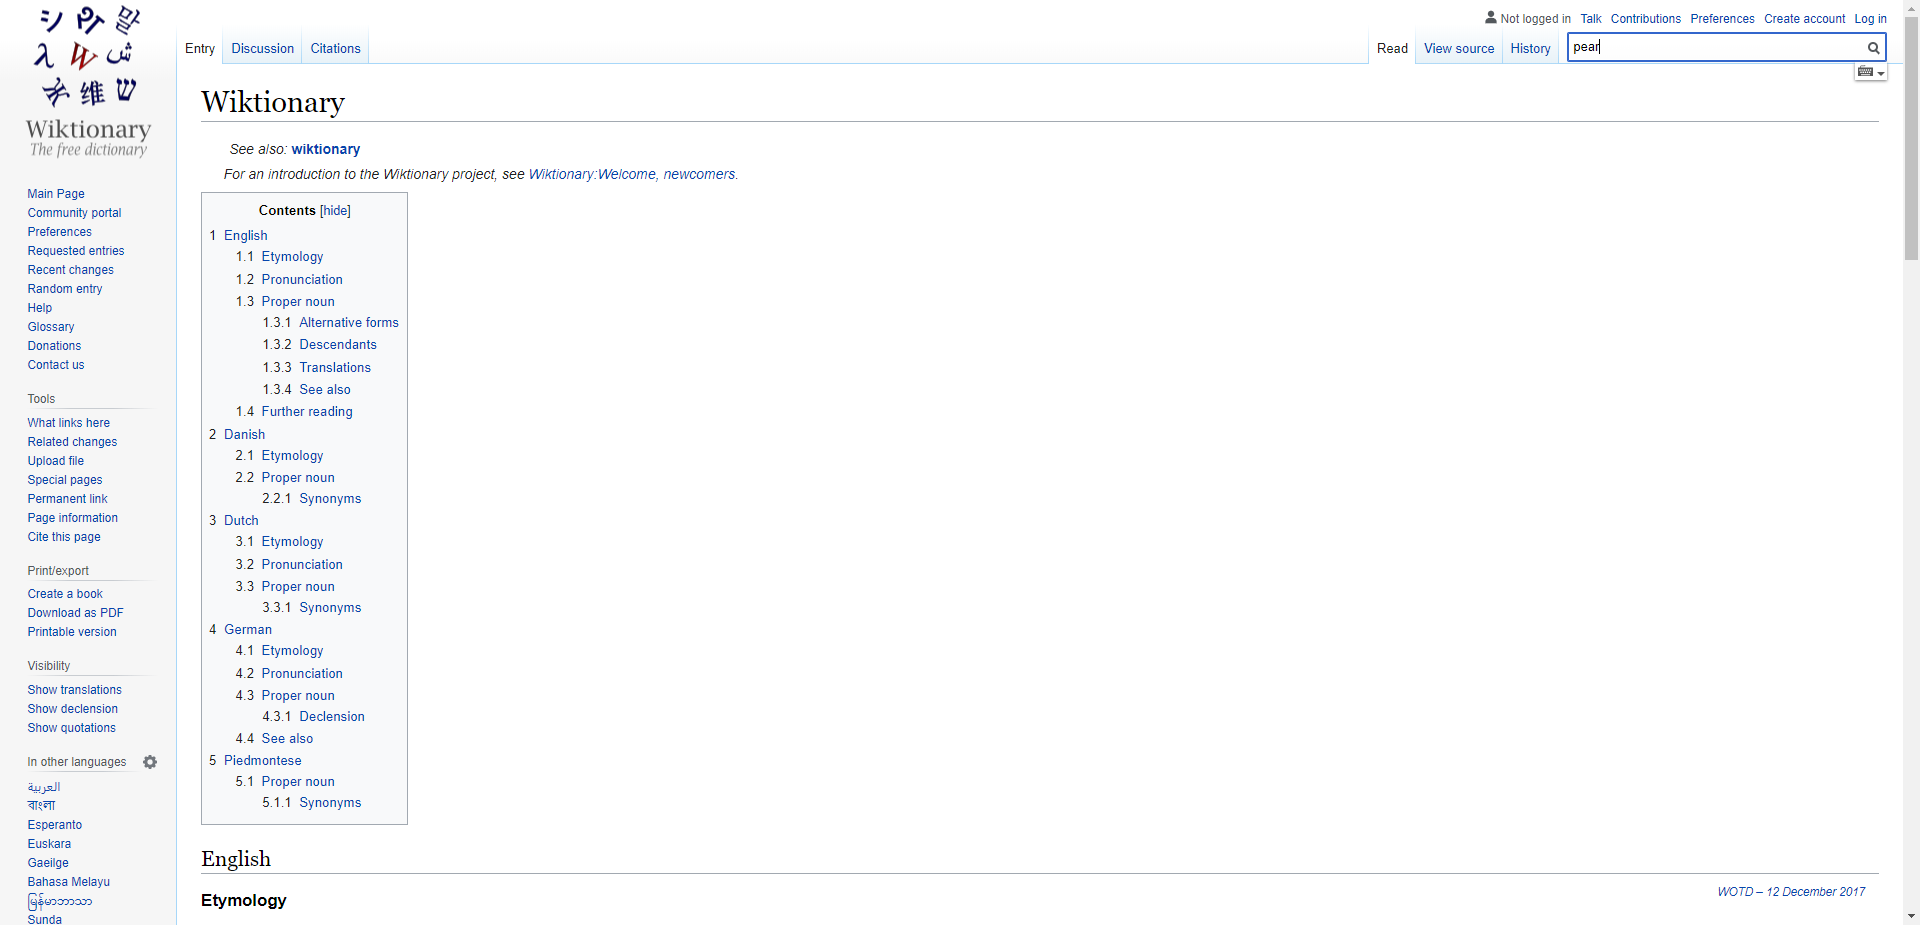 シ わ 말
λ W ش
维 ש
Wiktionary
The free dictionary
Main Page
Community portal
Preferences
Requested entries
Recent changes
Random entry
Help
Glossary
Donations
Contact us
Tools
What links here
Related changes
Upload file
Special pages
Permanent link
Page information
Cite this page
Print/export
Create a book
Download as PDF
Printable version
Visibility
Show translations
Show declension
Show quotations
In other languages
العربية
বাংলা
Esperanto
Euskara
Gaeilge
Bahasa Melayu
မြန်မာဘာသာ
Sunda
Not logged in Talk Contributions Preferences Create account Log in
Entry Discussion Citations Read View source History pear
Wiktionary
See also: wiktionary
For an introduction to the Wiktionary project, see Wiktionary:Welcome, newcomers.
Contents [hide]
1 English
1.1 Etymology
1.2 Pronunciation
1.3 Proper noun
1.3.1 Alternative forms
1.3.2 Descendants
1.3.3 Translations
1.3.4 See also
1.4 Further reading
2 Danish
2.1 Etymology
2.2 Proper noun
2.2.1 Synonyms
3 Dutch
3.1 Etymology
3.2 Pronunciation
3.3 Proper noun
3.3.1 Synonyms
4 German
4.1 Etymology
4.2 Pronunciation
4.3 Proper noun
4.3.1 Declension
4.4 See also
5 Piedmontese
5.1 Proper noun
5.1.1 Synonyms
English
WOTD – 12 December 2017
Etymology